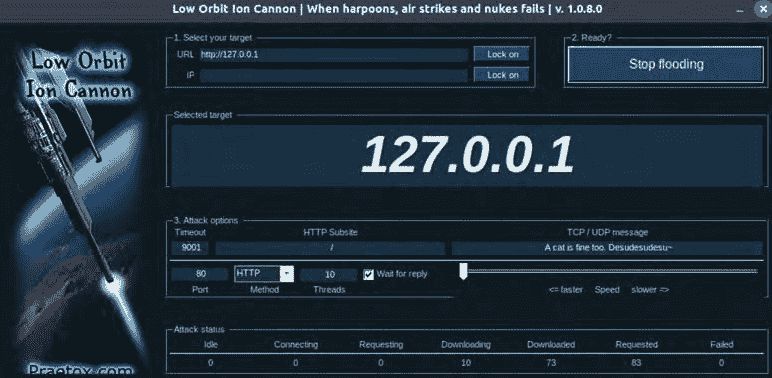 Low Orbit Ion Cannon | When harpoons, air strikes and nukes fails | v. 1.0.8.0
Low Orbit
Ion Cannon
Praetox.com
1. Select your target
URL http://127.0.0.1 Lock on
IP Lock on
2. Ready?
Stop flooding
Selected target
127.0.0.1
3. Attack options
Timeout HTTP Subsite TCP / UDP message
9001 / A cat is fine too. Desudesudesu~
80 HTTP 10 Wait for reply
Port Method Threads <= faster Speed slower =>
Attack status
Idle Connecting Requesting Downloading Downloaded Requested Failed
0 0 0 10 73 83 0